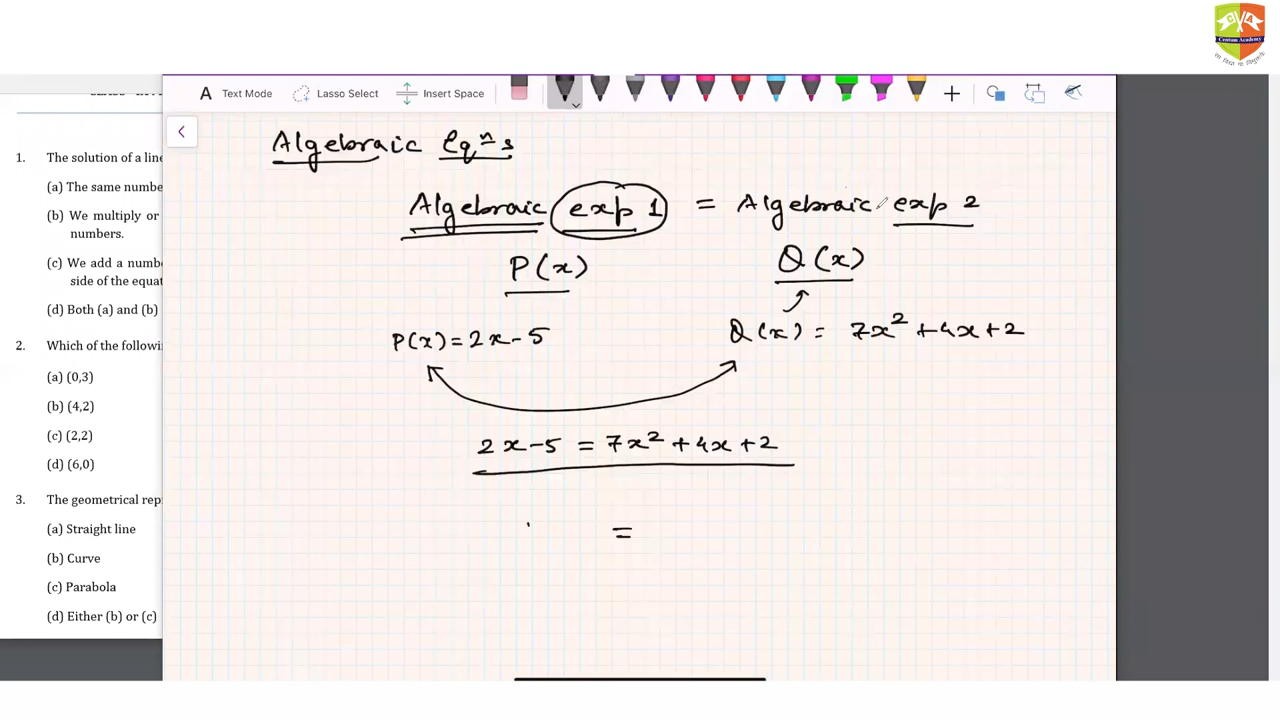 Centum Academy
Text Mode
Lasso Select
Insert Space
Algebraic Eqⁿs
Algebraic exp 1 = Algebraic exp 2
P(x) Q(x)
P(x) = 2x - 5 Q(x) = 7x² + 4x + 2
2x - 5 = 7x² + 4x + 2
=
1. The solution of a line
(a) The same numbe
(b) We multiply or
numbers.
(c) We add a numb
side of the equat
(d) Both (a) and (b)
2. Which of the followi
(a) (0,3)
(b) (4,2)
(c) (2,2)
(d) (6,0)
3. The geometrical rep
(a) Straight line
(b) Curve
(c) Parabola
(d) Either (b) or (c)